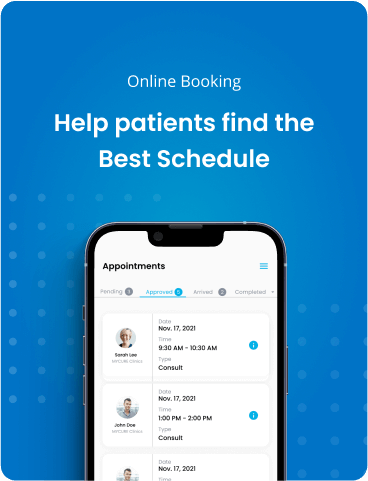 Online Booking
Help patients find the
Best Schedule
Appointments
Pending 3 Approved 5 Arrived 2 Completed
Date
Nov. 17, 2021
Time
9:30 AM - 10:30 AM
Type
Consult
Sarah Lee
MYCURE Clinics
Date
Nov. 17, 2021
Time
1:00 PM - 2:00 PM
Type
Consult
John Doe
MYCURE Clinics
Date
Nov. 17, 2021
Time